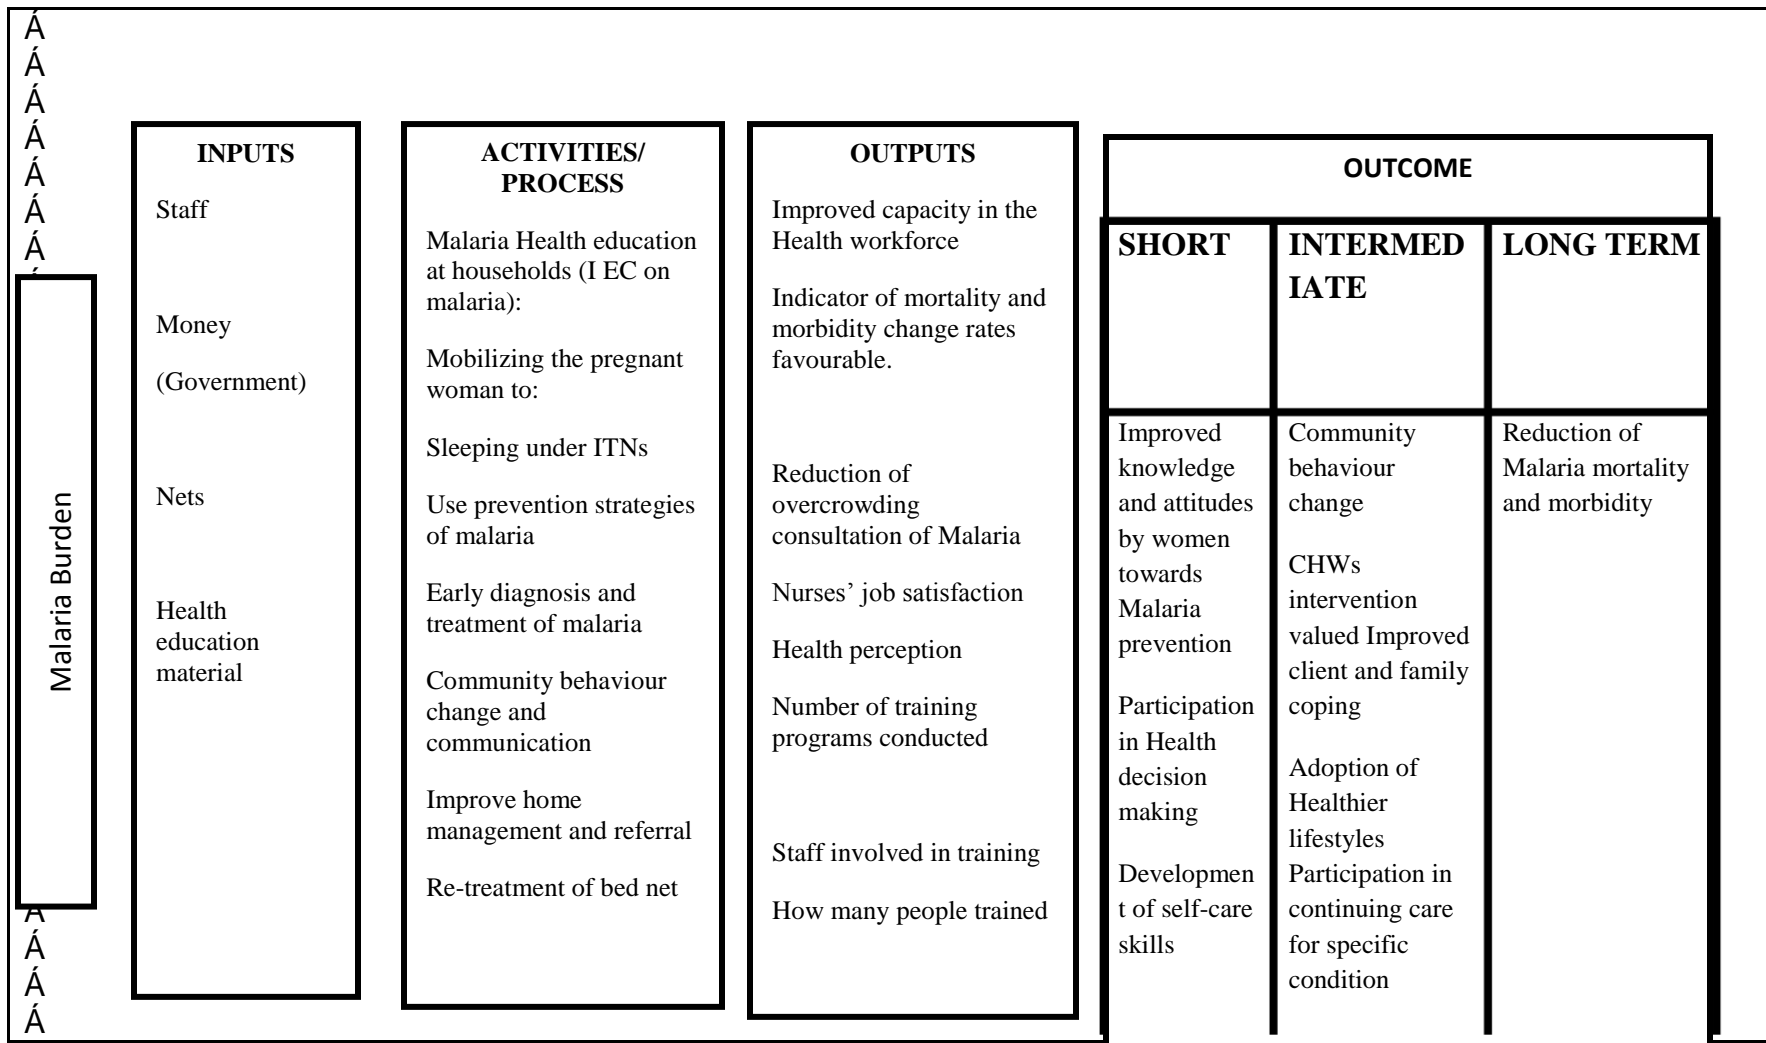 Á
Á
Á
Á
Á
Á
Á
Malaria Burden
Á
Á
Á
Á
INPUTS
Staff
Money
(Government)
Nets
Health
education
material
ACTIVITIES/
PROCESS
Malaria Health education
at households (I EC on
malaria):
Mobilizing the pregnant
woman to:
Sleeping under ITNs
Use prevention strategies
of malaria
Early diagnosis and
treatment of malaria
Community behaviour
change and
communication
Improve home
management and referral
Re-treatment of bed net
OUTPUTS
Improved capacity in the
Health workforce
Indicator of mortality and
morbidity change rates
favourable.
Reduction of
overcrowding
consultation of Malaria
Nurses’ job satisfaction
Health perception
Number of training
programs conducted
Staff involved in training
How many people trained
OUTCOME
SHORT
Improved
knowledge
and attitudes
by women
towards
Malaria
prevention
Participation
in Health
decision
making
Developmen
t of self-care
skills
INTERMED
IATE
Community
behaviour
change
CHWs
intervention
valued Improved
client and family
coping
Adoption of
Healthier
lifestyles
Participation in
continuing care
for specific
condition
LONG TERM
Reduction of
Malaria mortality
and morbidity